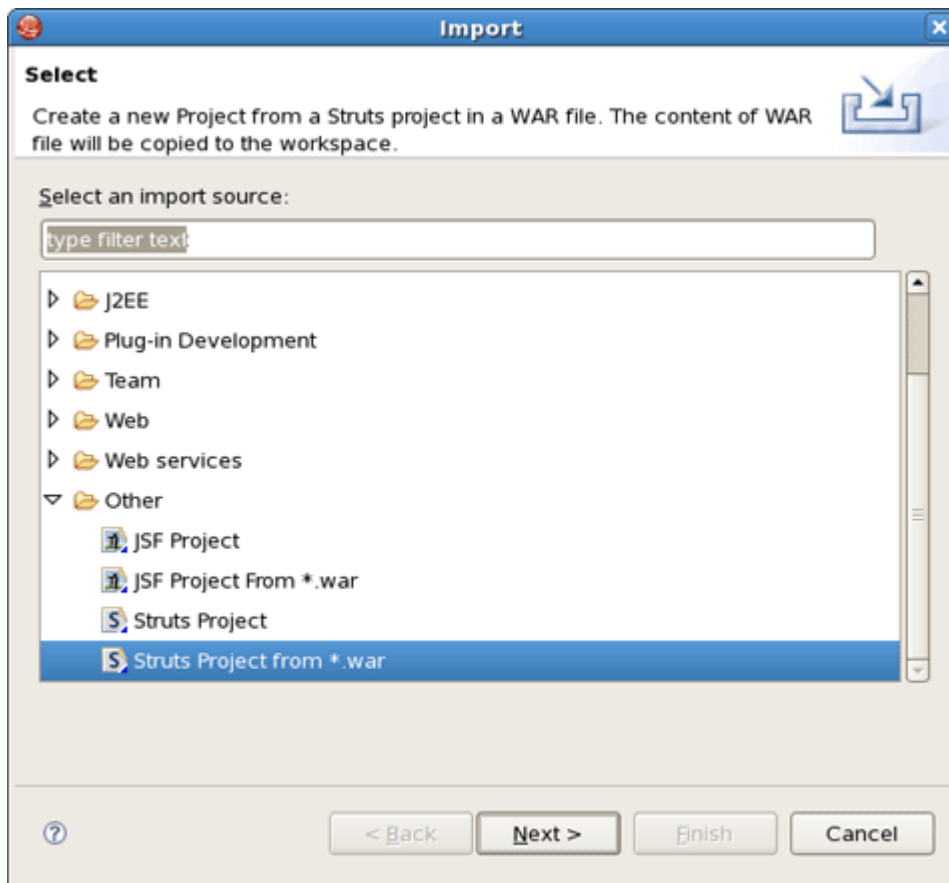 Import
Select
Create a new Project from a Struts project in a WAR file. The content of WAR
file will be copied to the workspace.
Select an import source:
type filter text
J2EE
Plug-in Development
Team
Web
Web services
Other
JSF Project
JSF Project From *.war
Struts Project
Struts Project from *.war
< Back
Next >
Finish
Cancel